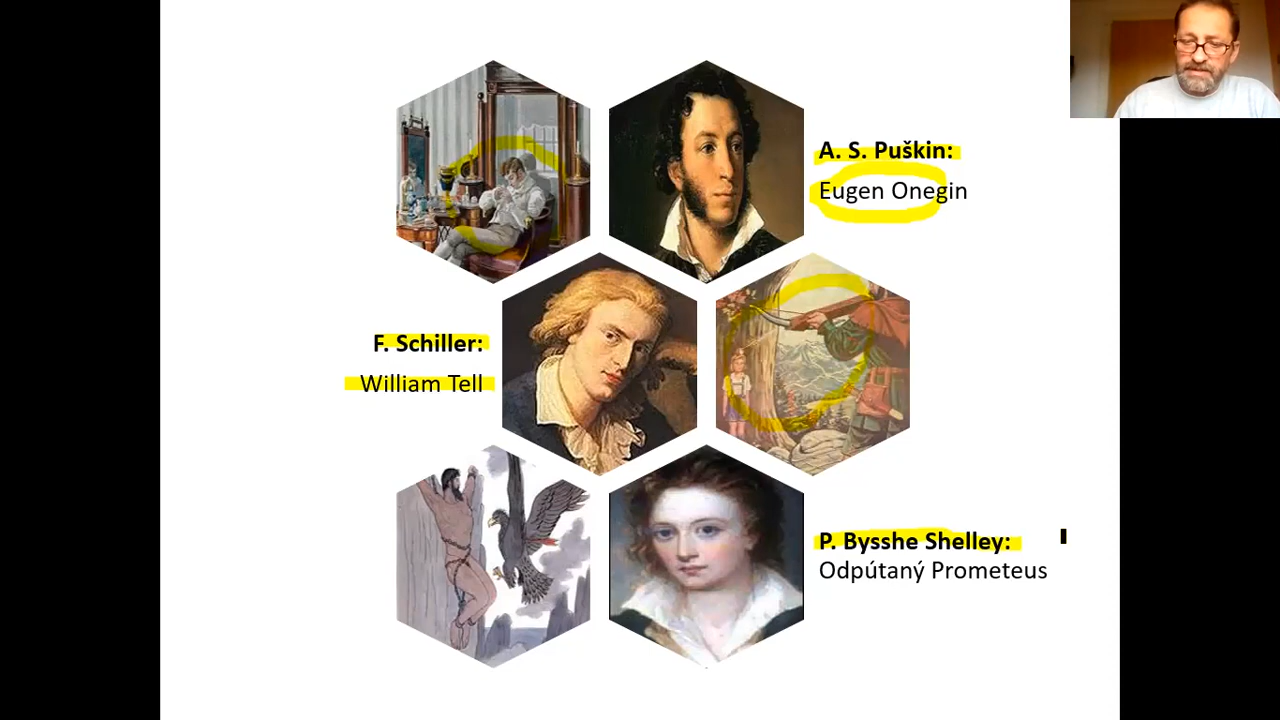 A. S. Puškin:
Eugen Onegin
F. Schiller:
William Tell
P. Bysshe Shelley:
Odpútaný Prometeus